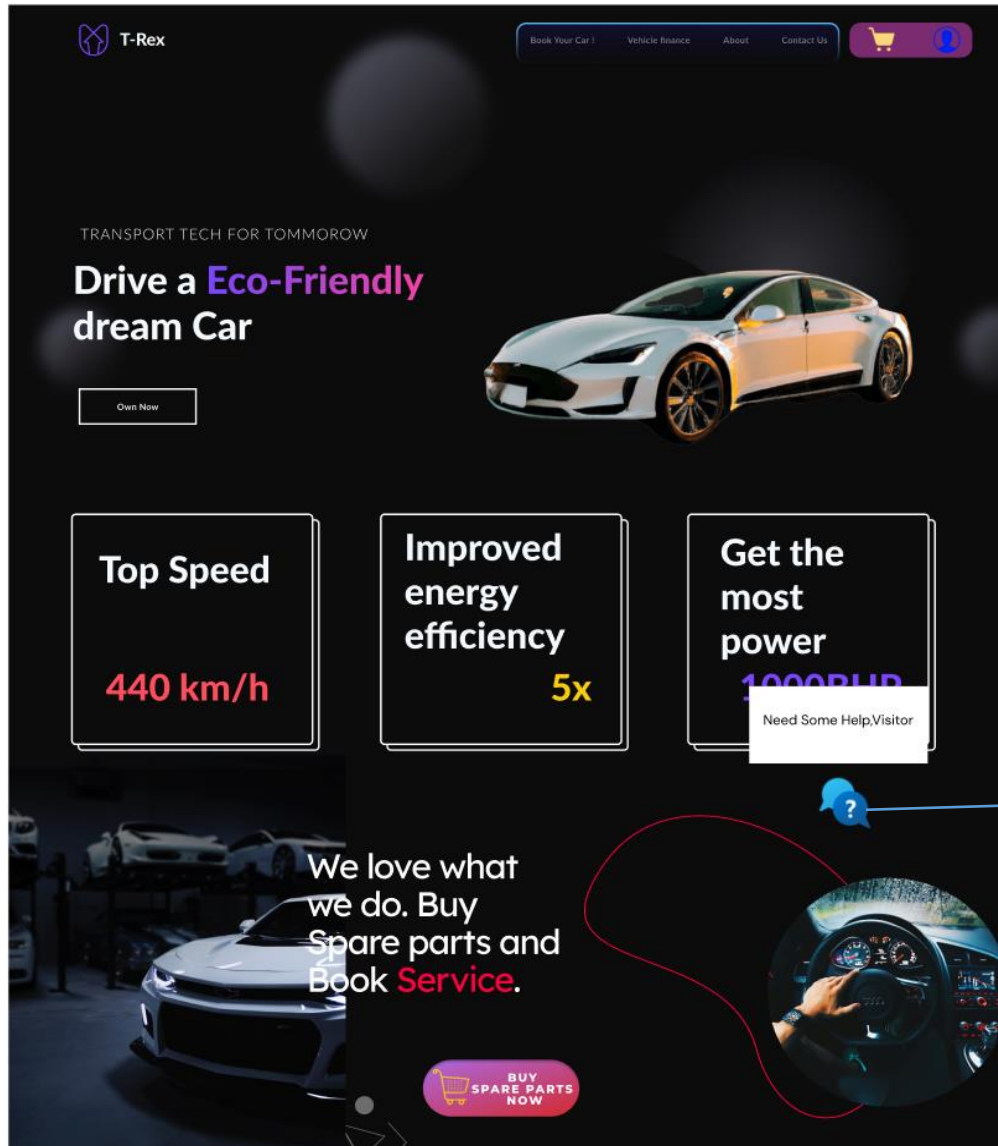 T-Rex
Book Your Car !
Vehicle finance
About
Contact Us
TRANSPORT TECH FOR TOMMOROW
Drive a Eco-Friendly
dream Car
Own Now
Top Speed
440 km/h
Improved
energy
efficiency
5x
Get the
most
power
1000BHP
Need Some Help,Visitor
?
We love what
we do. Buy
Spare parts and
Book Service.
BUY
SPARE PARTS
NOW